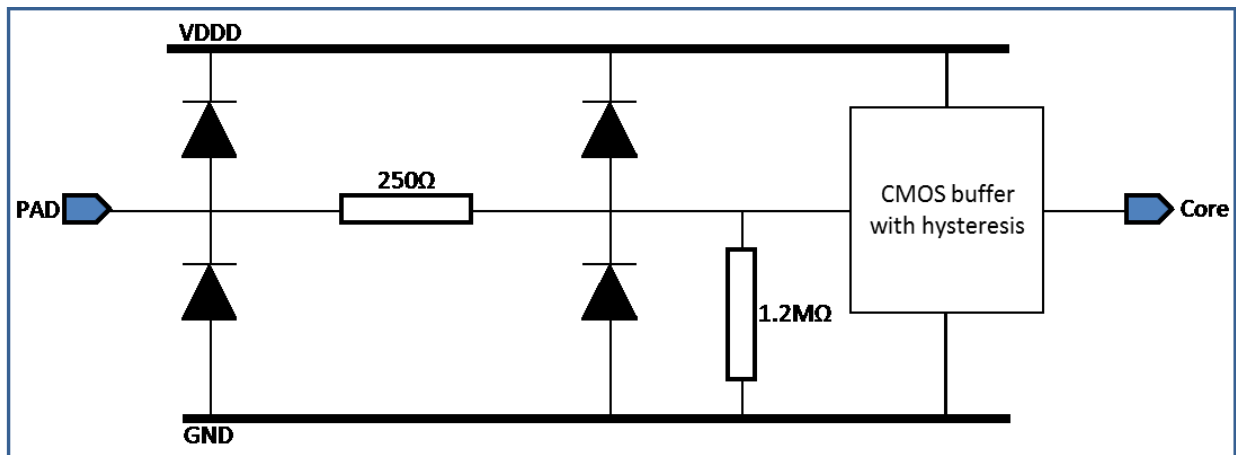 VDDD
250Ω
PAD
CMOS buffer
with hysteresis
Core
1.2MΩ
GND